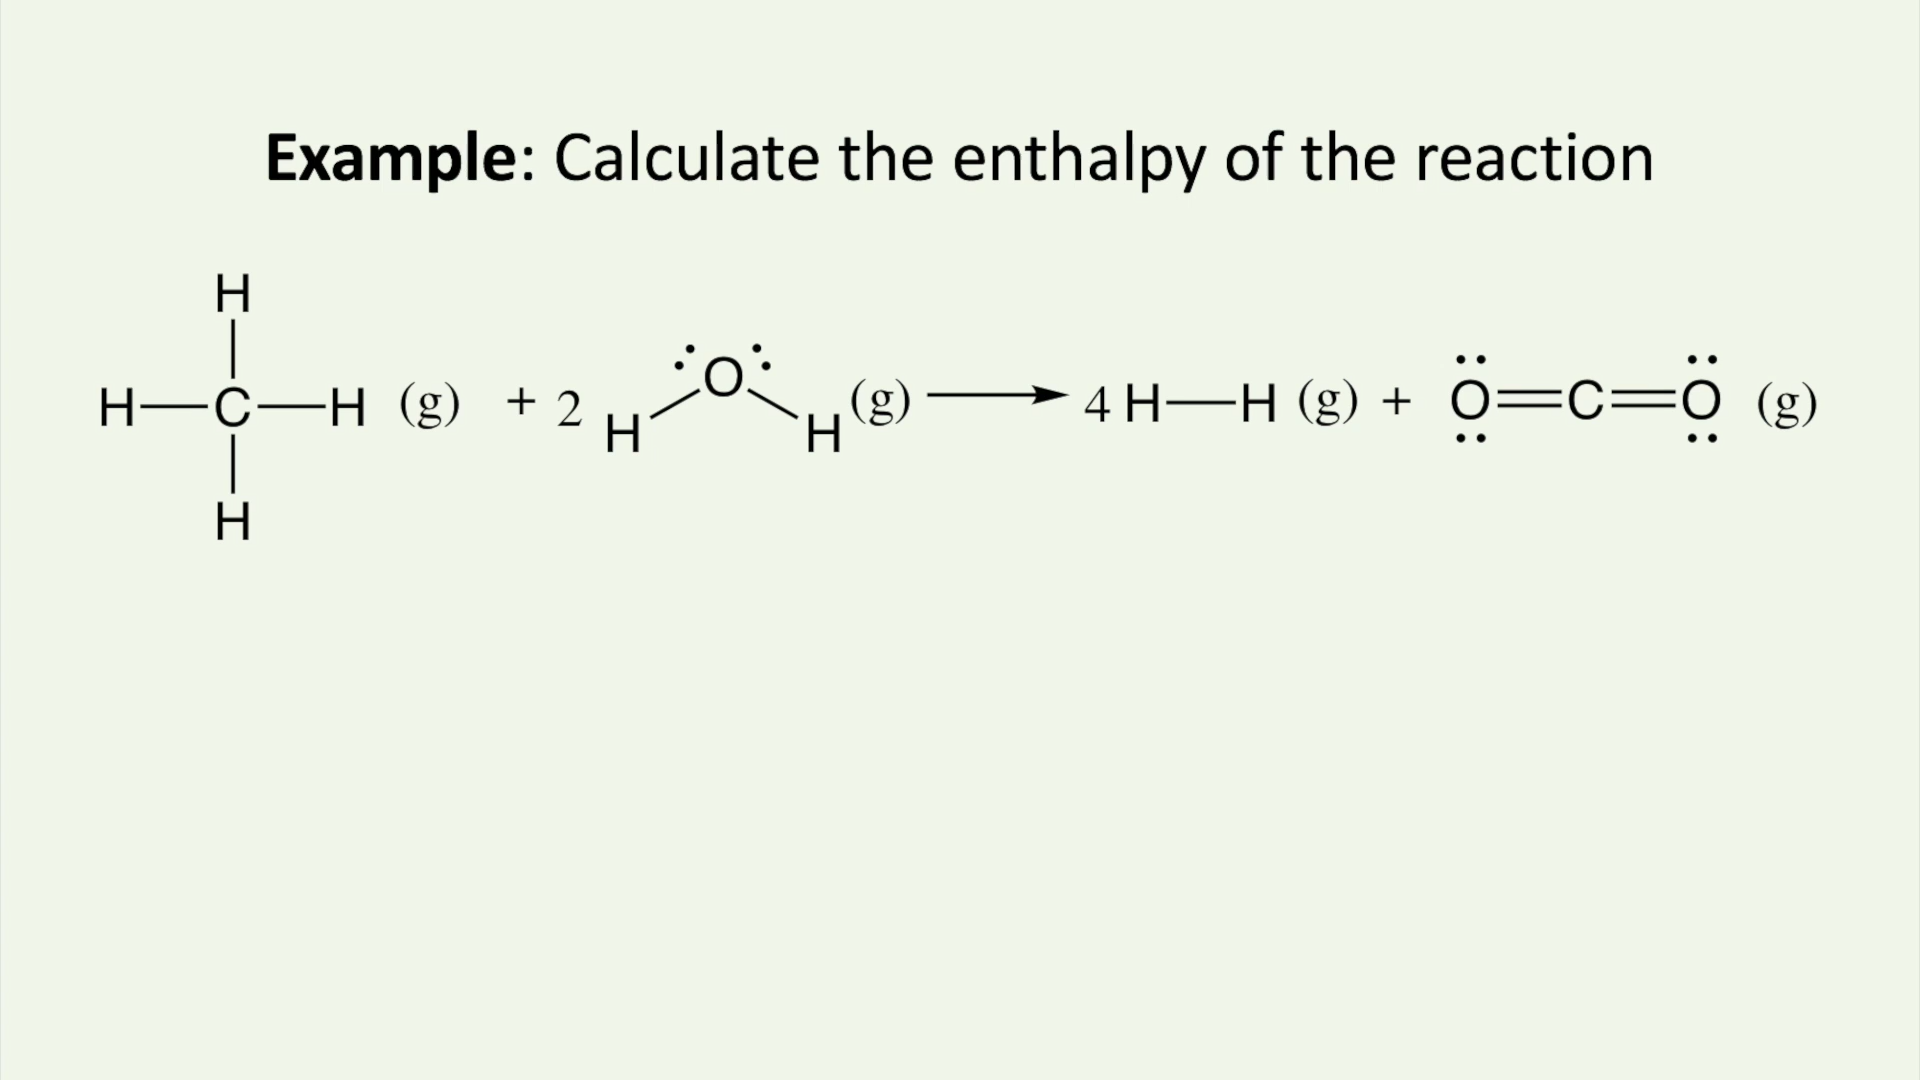 Example: Calculate the enthalpy of the reaction
H
H—C—H (g) + 2 H O H (g) ⟶ 4 H—H (g) + O=C=O (g)
H